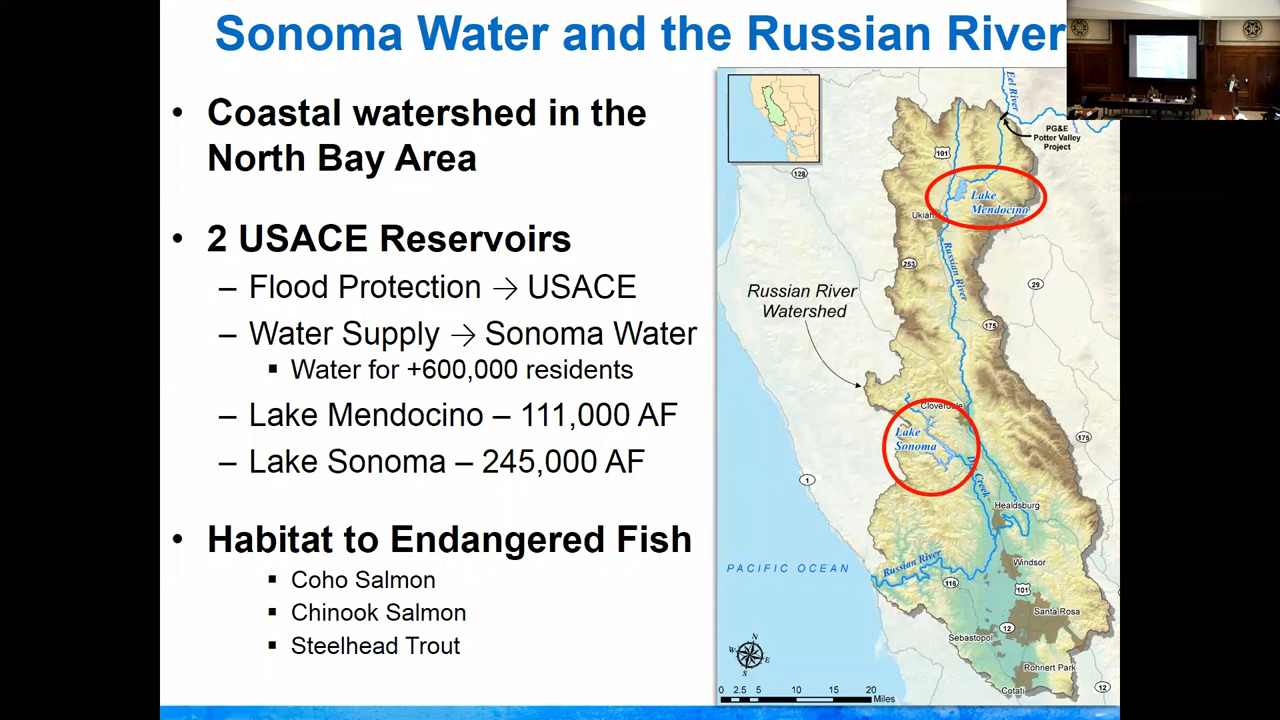 Sonoma Water and the Russian River
• Coastal watershed in the
North Bay Area
• 2 USACE Reservoirs
– Flood Protection → USACE
– Water Supply → Sonoma Water
▪ Water for +600,000 residents
– Lake Mendocino – 111,000 AF
– Lake Sonoma – 245,000 AF
• Habitat to Endangered Fish
▪ Coho Salmon
▪ Chinook Salmon
▪ Steelhead Trout
Eel River
PG&E
Potter Valley
Project
101
128
Lake
Mendocino
Ukiah
Russian River
253
29
Russian River
Watershed
175
Cloverdale
Lake
Sonoma
175
1
Dry Creek
Healdsburg
PACIFIC OCEAN
Russian River
Windsor
116
101
Santa Rosa
12
Sebastopol
Rohnert Park
Cotati
12
N
W
E
S
0 2.5 5 10 15 20
Miles